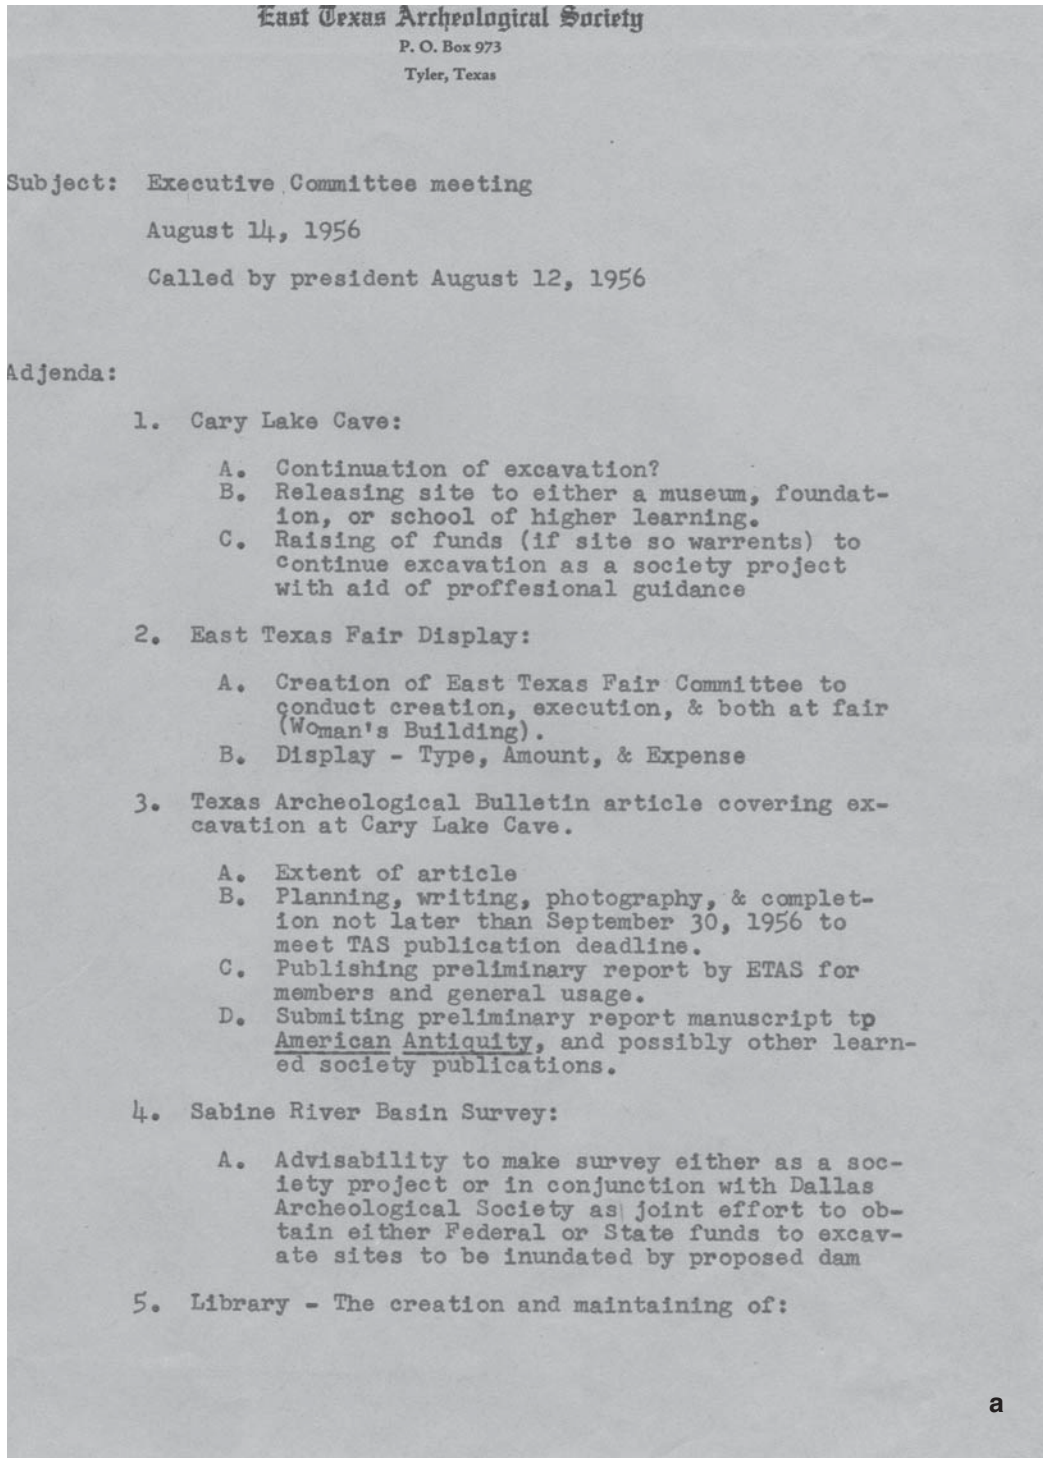 East Texas Archeological Society
P. O. Box 973
Tyler, Texas
Subject: Executive Committee meeting
August 14, 1956
Called by president August 12, 1956
Adjenda:
1. Cary Lake Cave:
A. Continuation of excavation?
B. Releasing site to either a museum, foundat-
ion, or school of higher learning.
C. Raising of funds (if site so warrents) to
continue excavation as a society project
with aid of proffesional guidance
2. East Texas Fair Display:
A. Creation of East Texas Fair Committee to
conduct creation, execution, & both at fair
(Woman's Building).
B. Display - Type, Amount, & Expense
3. Texas Archeological Bulletin article covering ex-
cavation at Cary Lake Cave.
A. Extent of article
B. Planning, writing, photography, & complet-
ion not later than September 30, 1956 to
meet TAS publication deadline.
C. Publishing preliminary report by ETAS for
members and general usage.
D. Submiting preliminary report manuscript tp
American Antiquity, and possibly other learn-
ed society publications.
4. Sabine River Basin Survey:
A. Advisability to make survey either as a soc-
iety project or in conjunction with Dallas
Archeological Society as joint effort to ob-
tain either Federal or State funds to excav-
ate sites to be inundated by proposed dam
5. Library - The creation and maintaining of:
a